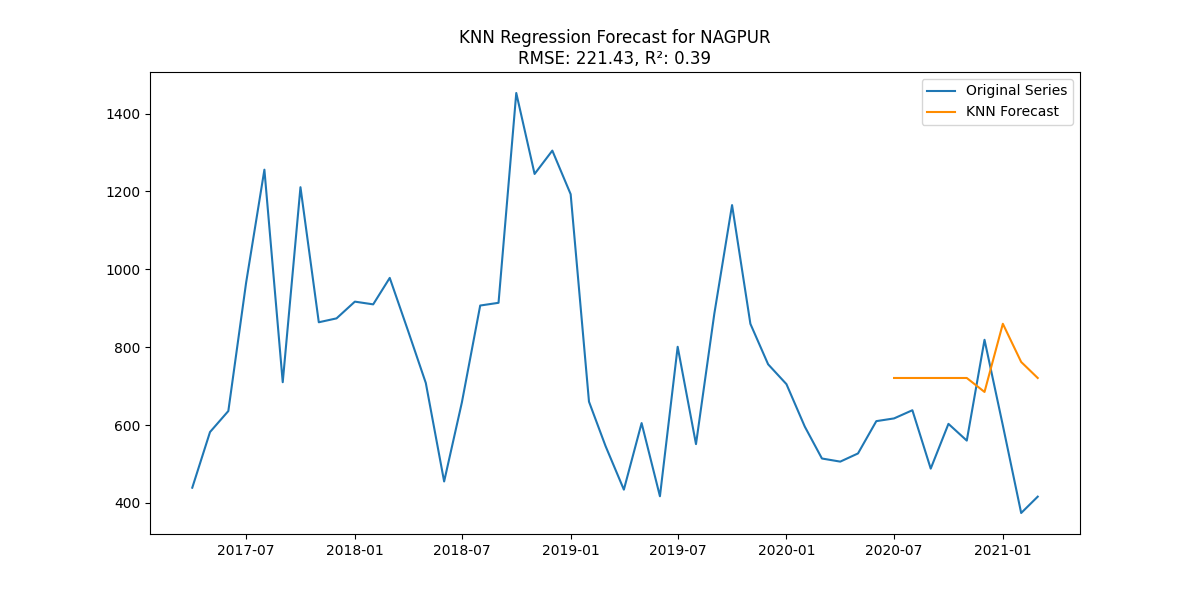 KNN Regression Forecast for NAGPUR
RMSE: 221.43, R²: 0.39
Original Series
KNN Forecast
1400
1200
1000
800
600
400
2017-07 2018-01 2018-07 2019-01 2019-07 2020-01 2020-07 2021-01